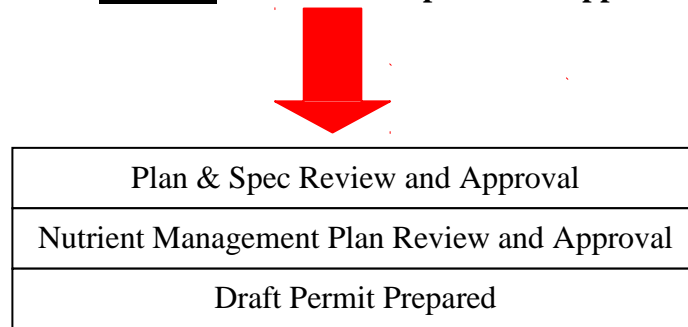 Plan & Spec Review and Approval
Nutrient Management Plan Review and Approval
Draft Permit Prepared